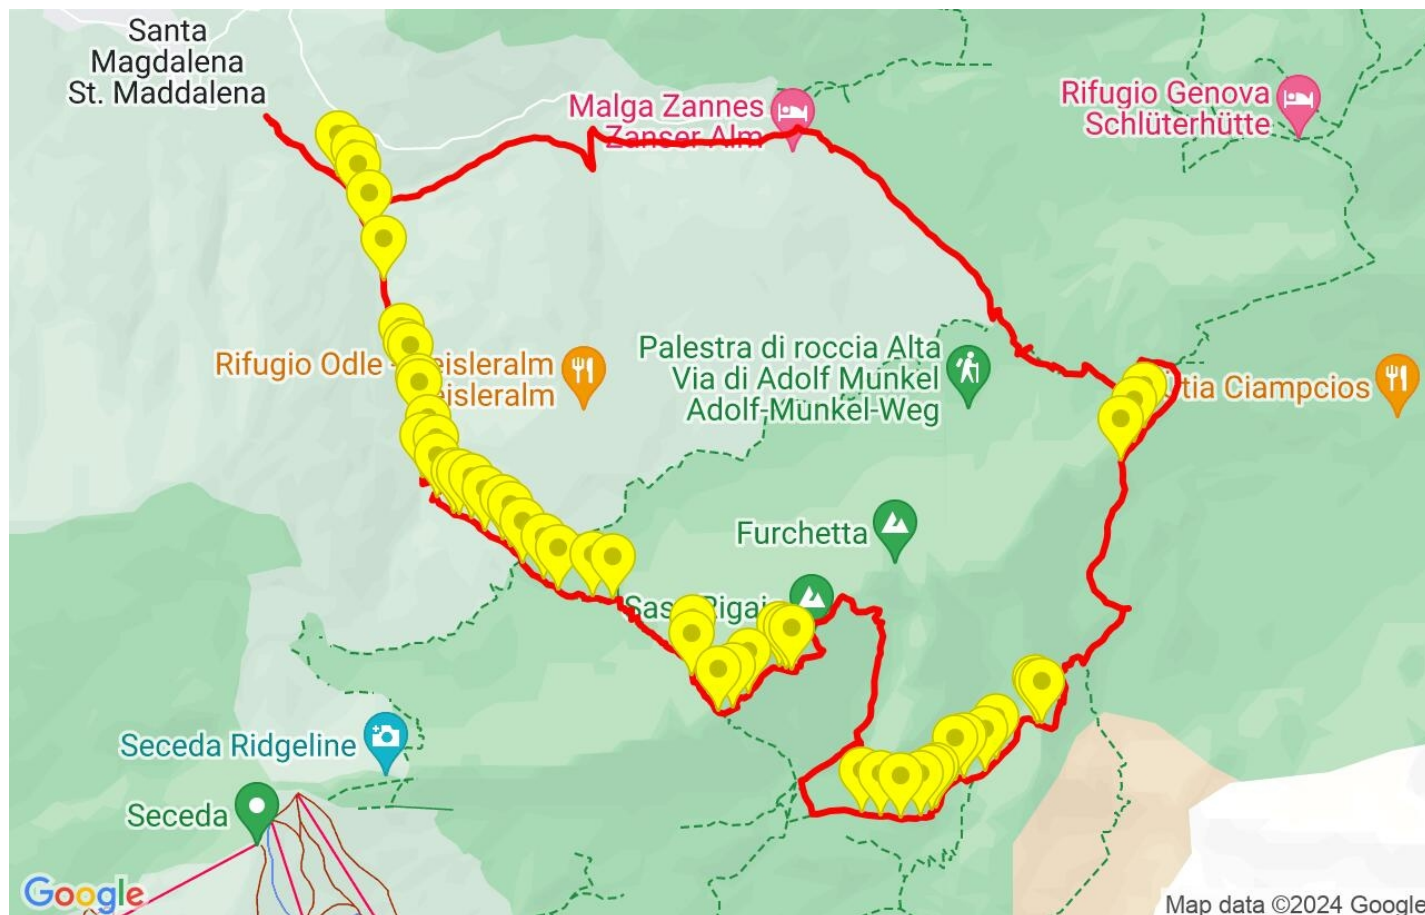 Santa
Magdalena
St. Maddalena
Malga Zannes
Zanser Alm
Rifugio Genova
Schlüterhütte
Rifugio Odle
eisleralm
eisleralm
Palestra di roccia Alta
Via di Adolf Munkel
Adolf-Munkel-Weg
tia Ciampcios
Furchetta
Sass Rigais
Seceda Ridgeline
Seceda
Google
Map data ©2024 Google